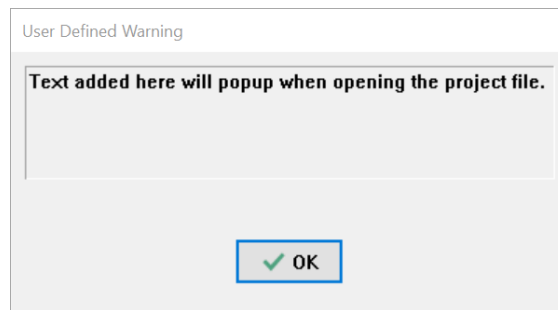 User Defined Warning
Text added here will popup when opening the project file.
OK